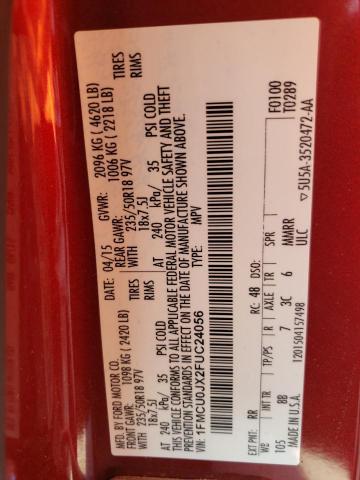 MFD. BY FORD MOTOR CO.
DATE: 04/15 GVWR: 2096 KG ( 4620 LB)
FRONT GAWR: 1098 KG ( 2420 LB) REAR GAWR: 1006 KG ( 2218 LB)
235/50R18 97V TIRES WITH 235/50R18 97V TIRES
18x7.5J RIMS 18x7.5J RIMS
AT 240 kPa/ 35 PSI COLD AT 240 kPa/ 35 PSI COLD
THIS VEHICLE CONFORMS TO ALL APPLICABLE FEDERAL MOTOR VEHICLE SAFETY AND THEFT
PREVENTION STANDARDS IN EFFECT ON THE DATE OF MANUFACTURE SHOWN ABOVE.
VIN: 1FMCU0JX2FUC24056
TYPE: MPV
F0100
T0289
EXT PNT: RR RC: 48 DSO:
WB INT TR TP/PS R AXLE TR SPR
105 8B 7 3C 6 MMRR
ULC
MADE IN U.S.A. 1201504157498
▽5U5A-3520472-AA